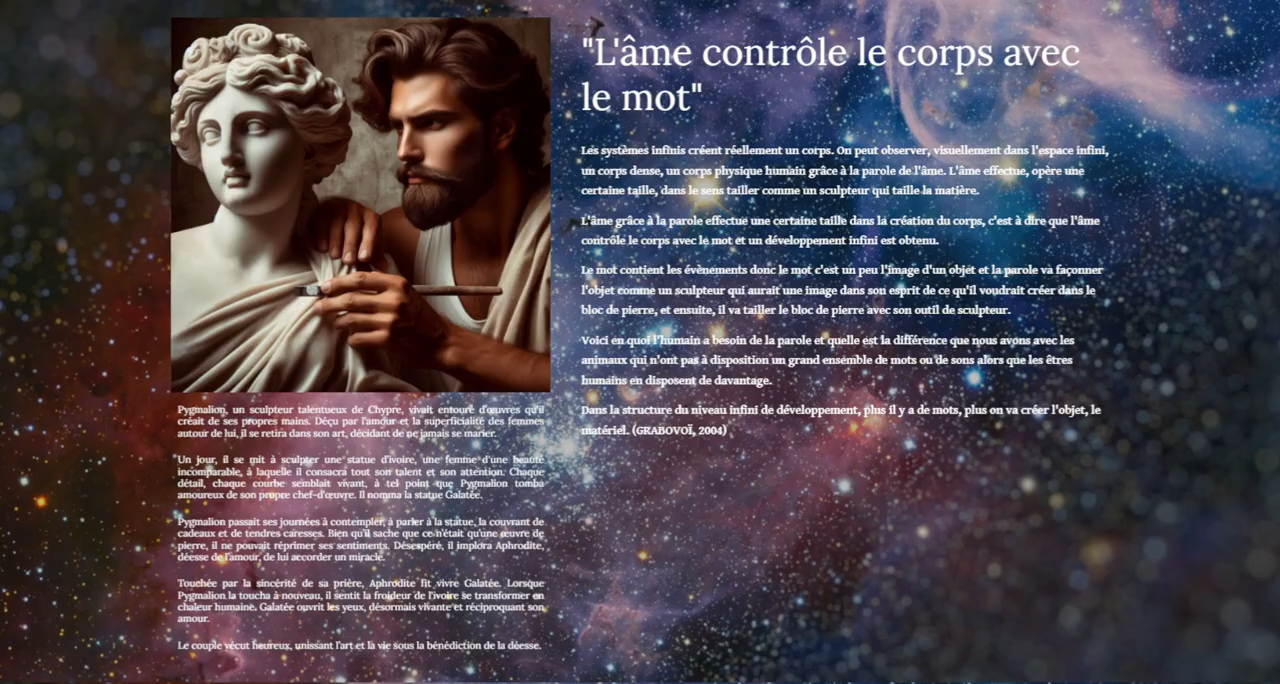 "L'âme contrôle le corps avec
le mot"
Les systèmes infinis créent réellement un corps. On peut observer, visuellement dans l'espace infini,
un corps dense, un corps physique humain grâce à la parole de l'âme. L'âme effectue, opère une
certaine taille, dans le sens tailler comme un sculpteur qui taille la matière.
L'âme grâce à la parole effectue une certaine taille dans la création du corps, c'est à dire que l'âme
contrôle le corps avec le mot et un développement infini est obtenu.
Le mot contient les évènements donc le mot c'est un peu l'image d'un objet et la parole va façonner
l'objet comme un sculpteur qui aurait une image dans son esprit de ce qu'il voudrait créer dans le
bloc de pierre, et ensuite, il va tailler le bloc de pierre avec son outil de sculpteur.
Voici en quoi l'humain a besoin de la parole et quelle est la différence que nous avons avec les
animaux qui n'ont pas à disposition un grand ensemble de mots ou de sons alors que les êtres
humains en disposent de davantage.
Dans la structure du niveau infini de développement, plus il y a de mots, plus on va créer l'objet, le
matériel. (GRABOVOÏ, 2004)
Pygmalion, un sculpteur talentueux de Chypre, vivait entouré d'œuvres qu'il
créait de ses propres mains. Déçu par l'amour et la superficialité des femmes
autour de lui, il se retira dans son art, décidant de ne jamais se marier.
Un jour, il se mit à sculpter une statue d'ivoire, une femme d'une beauté
incomparable, à laquelle il consacra tout son talent et son attention. Chaque
détail, chaque courbe semblait vivant, à tel point que Pygmalion tomba
amoureux de son propre chef-d'œuvre. Il nomma la statue Galatée.
Pygmalion passait ses journées à contempler, à parler à la statue, la couvrant de
cadeaux et de tendres caresses. Bien qu'il sache que ce n'était qu'une œuvre de
pierre, il ne pouvait réprimer ses sentiments. Désespéré, il implora Aphrodite,
déesse de l'amour, de lui accorder un miracle.
Touchée par la sincérité de sa prière, Aphrodite fit vivre Galatée. Lorsque
Pygmalion la toucha à nouveau, il sentit la froideur de l'ivoire se transformer en
chaleur humaine. Galatée ouvrit les yeux, désormais vivante et réciproquant son
amour.
Le couple vécut heureux, unissant l'art et la vie sous la bénédiction de la déesse.